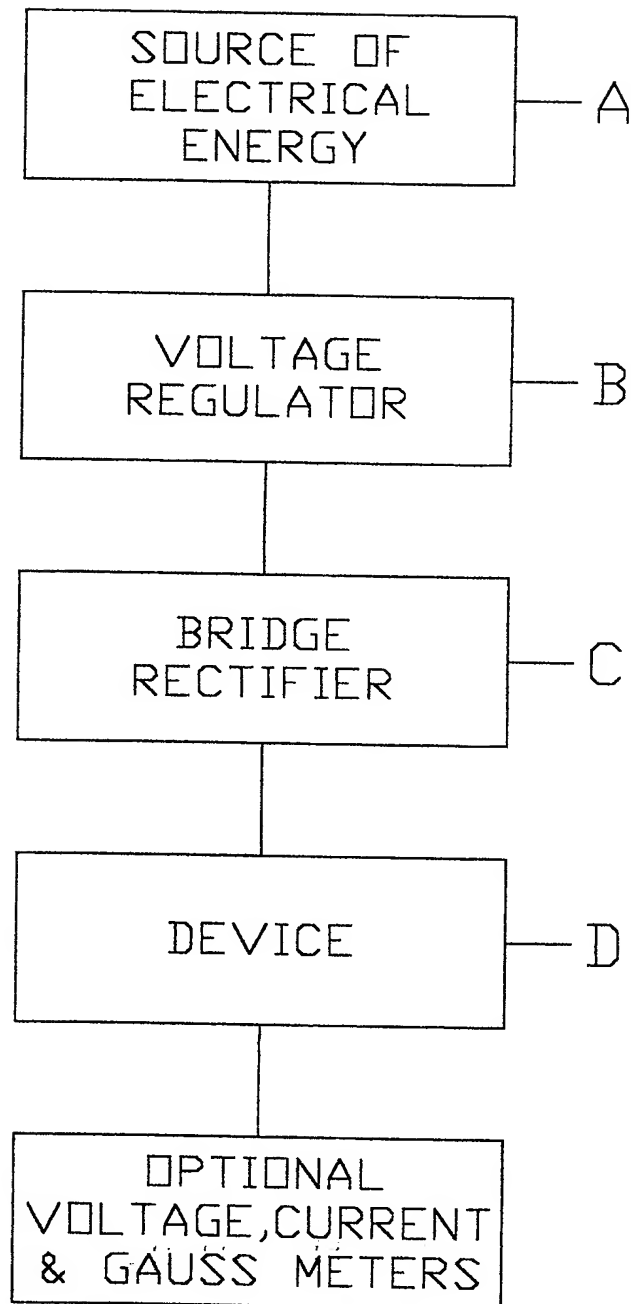 SOURCE OF
ELECTRICAL
ENERGY
A
VOLTAGE
REGULATOR
B
BRIDGE
RECTIFIER
C
DEVICE
D
OPTIONAL
VOLTAGE,CURRENT
& GAUSS METERS